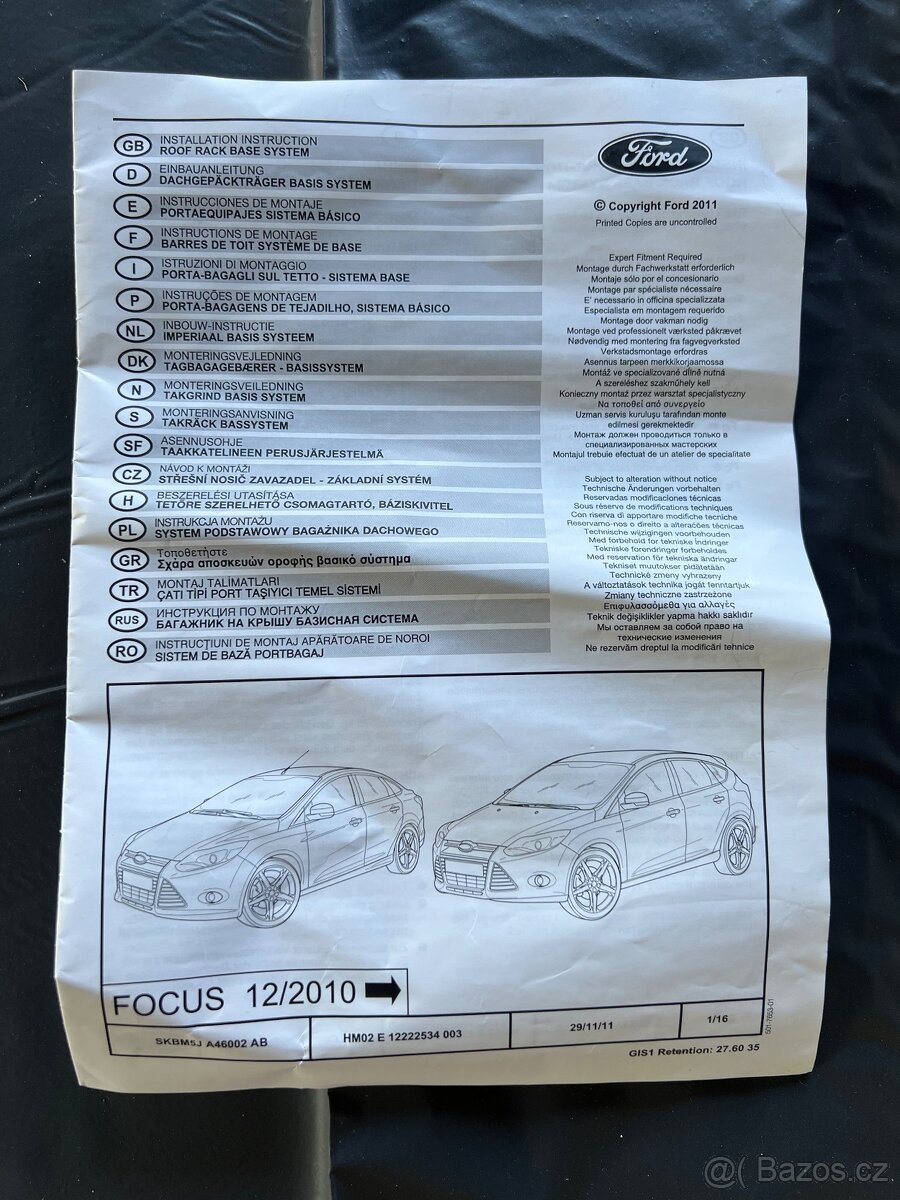 GB INSTALLATION INSTRUCTION
ROOF RACK BASE SYSTEM
D EINBAUANLEITUNG
DACHGEPÄCKTRÄGER BASIS SYSTEM
E INSTRUCCIONES DE MONTAJE
PORTAEQUIPAJES SISTEMA BÁSICO
F INSTRUCTIONS DE MONTAGE
BARRES DE TOIT SYSTÈME DE BASE
I ISTRUZIONI DI MONTAGGIO
PORTA-BAGAGLI SUL TETTO - SISTEMA BASE
P INSTRUÇÕES DE MONTAGEM
PORTA-BAGAGENS DE TEJADILHO, SISTEMA BÁSICO
NL INBOUW-INSTRUCTIE
IMPERIAAL BASIS SYSTEEM
DK MONTERINGSVEJLEDNING
TAGBAGAGEBÆRER - BASISSYSTEM
N MONTERINGSVEILEDNING
TAKGRIND BASIS SYSTEM
S MONTERINGSANVISNING
TAKRÄCK BASSYSTEM
SF ASENNUSOHJE
TAAKKATELINEEN PERUSJÄRJESTELMÄ
CZ NÁVOD K MONTÁŽI
STŘEŠNÍ NOSIČ ZAVAZADEL - ZÁKLADNÍ SYSTÉM
H BESZERELÉSI UTASÍTÁSA
TETŐRE SZERELHETŐ CSOMAGTARTÓ, BÁZISKIVITEL
PL INSTRUKCJA MONTAŻU
SYSTEM PODSTAWOWY BAGAŻNIKA DACHOWEGO
GR Τοποθετήστε
Σχάρα αποσκευών οροφής βασικό σύστημα
TR MONTAJ TALIMATLARI
ÇATI TİPİ PORT TAŞIYICI TEMEL SİSTEMİ
RUS ИНСТРУКЦИЯ ПО МОНТАЖУ
БАГАЖНИК НА КРЫШУ БАЗИСНАЯ СИСТЕМА
RO INSTRUCŢIUNI DE MONTAJ APĂRĂTOARE DE NOROI
SISTEM DE BAZĂ PORTBAGAJ
Ford
© Copyright Ford 2011
Printed Copies are uncontrolled
Expert Fitment Required
Montage durch Fachwerkstatt erforderlich
Montaje sólo por el concesionario
Montage par spécialiste nécessaire
E' necessario in officina specializzata
Especialista em montagem requerido
Montage door vakman nodig
Montage ved professionelt værksted påkrævet
Nødvendig med montering fra fagvegverksted
Verkstadsmontage erfordras
Asennus tarpeen merkkikorjaamossa
Montáž ve specializované dílně nutná
A szereléshez szakműhely kell
Konieczny montaż przez warsztat specjalistyczny
Να τοποθεί από συνεργείο
Uzman servis kuruluşu tarafından monte
edilmesi gerekmektedir
Монтаж должен проводиться только в
специализированных мастерских
Montajul trebuie efectuat de un atelier de specialitate
Subject to alteration without notice
Technische Änderungen vorbehalten
Reservadas modificaciones técnicas
Sous réserve de modifications techniques
Con riserva di apportare modifiche tecniche
Reservamo-nos o direito a alterações técnicas
Technische wijzigingen voorbehouden
Med forbehold for tekniske Indringer
Tekniske forendringer forbeholdes
Med reservation för tekniska ändringar
Tekniset muutokser pidätetään
Technické zmeny vyhrazeny
A változtatások technika jogát fenntartjuk
Zmiany techniczne zastrzeżone
Επιφυλασσόμεθα για αλλαγές
Teknik değişiklikler yapma hakkı saklıdır
Мы оставляем за собой право на
технические изменения
Ne rezervăm dreptul la modificări tehnice
FOCUS 12/2010
SKBM5J A46002 AB
HM02 E 12222534 003
29/11/11
1/16
501-7653-01
GIS1 Retention: 27.60 35
@( Bazos.cz